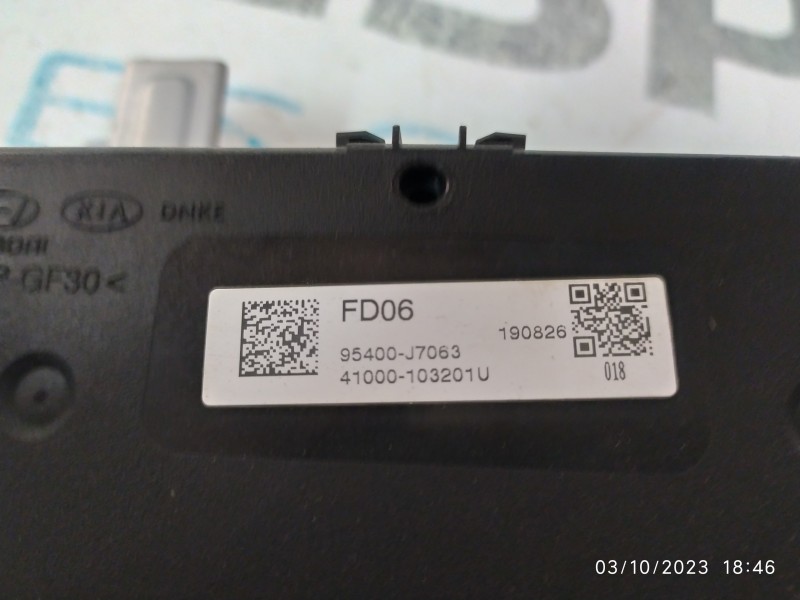 KIA DNKE
GF30<
FD06
190826
95400-J7063
41000-103201U
018
03/10/2023 18:46